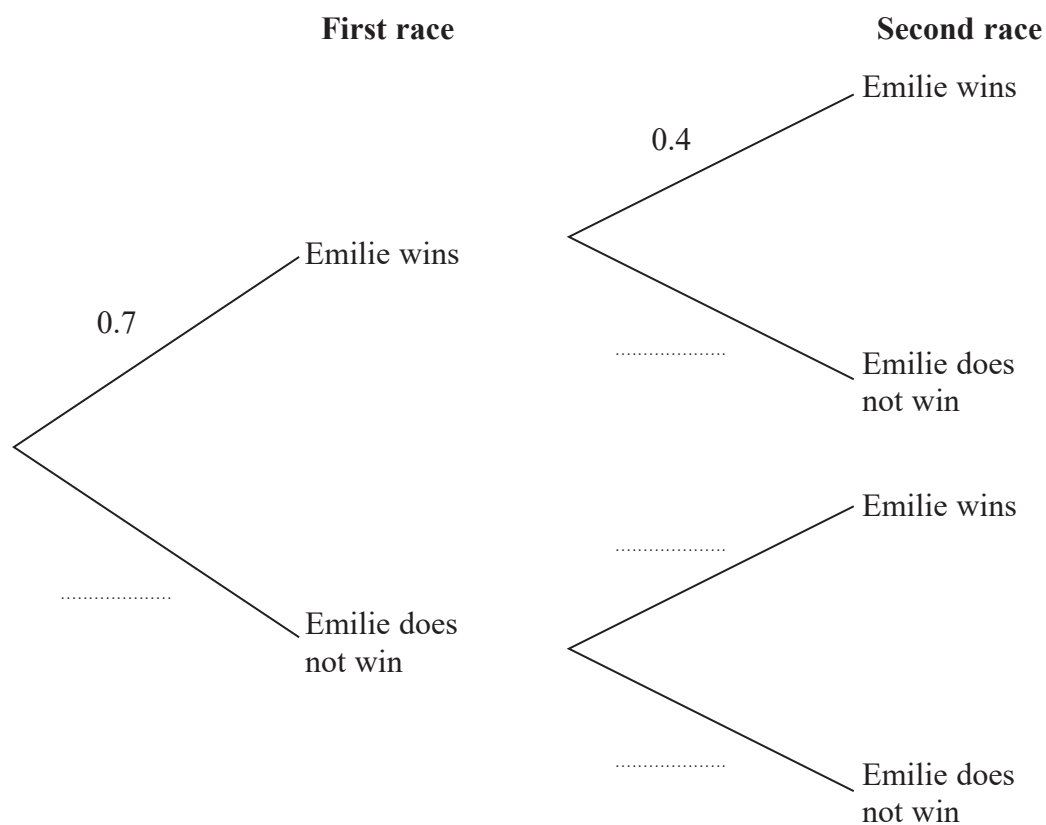 First race
Second race
Emilie wins
0.4
Emilie wins
0.7
....................
Emilie does
not win
Emilie wins
....................
....................
Emilie does
not win
....................
Emilie does
not win